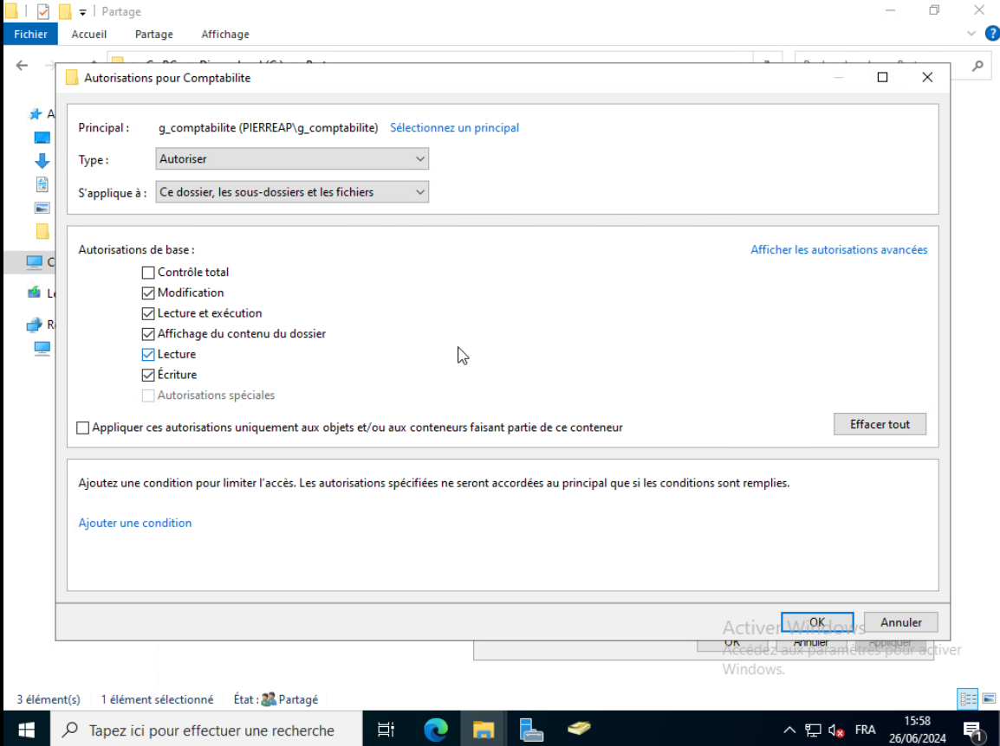 Partage
Fichier Accueil Partage Affichage
Autorisations pour Comptabilite
Principal : g_comptabilite (PIERREAP\g_comptabilite) Sélectionnez un principal
Type : Autoriser
S'applique à : Ce dossier, les sous-dossiers et les fichiers
Autorisations de base : Afficher les autorisations avancées
Contrôle total
Modification
Lecture et exécution
Affichage du contenu du dossier
Lecture
Écriture
Autorisations spéciales
Appliquer ces autorisations uniquement aux objets et/ou aux conteneurs faisant partie de ce conteneur
Effacer tout
Ajoutez une condition pour limiter l'accès. Les autorisations spécifiées ne seront accordées au principal que si les conditions sont remplies.
Ajouter une condition
OK Annuler
Activer Windows
OK Annuler Appliquer
Accédez aux paramètres pour activer
Windows.
3 élément(s) 1 élément sélectionné État : Partagé
Tapez ici pour effectuer une recherche
FRA
15:58
26/06/2024
1